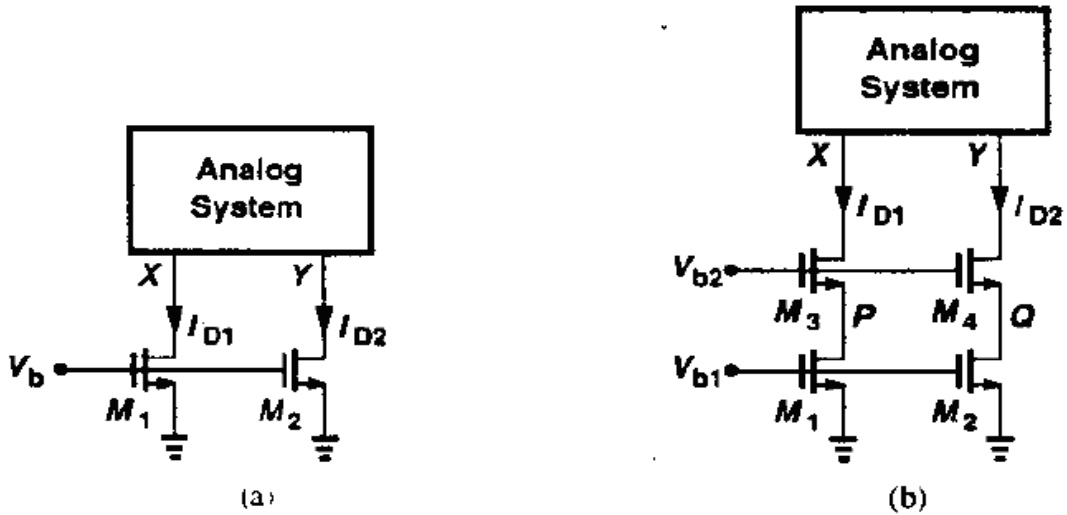 Analog
System
X
Y
I D1
I D2
V b
M 1
M 2
(a)
Analog
System
X
Y
I D1
I D2
V b2
M 3
P
M 4
Q
V b1
M 1
M 2
(b)